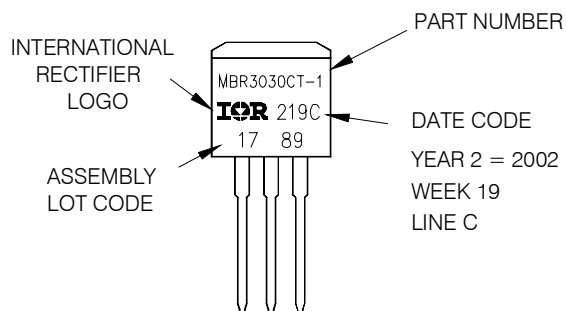 PART NUMBER
INTERNATIONAL
RECTIFIER
LOGO
MBR3030CT-1
IOR 219C
17 89
DATE CODE
YEAR 2 = 2002
WEEK 19
LINE C
ASSEMBLY
LOT CODE